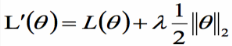 L'(θ) = L(θ) + λ 1/2 ‖θ‖₂